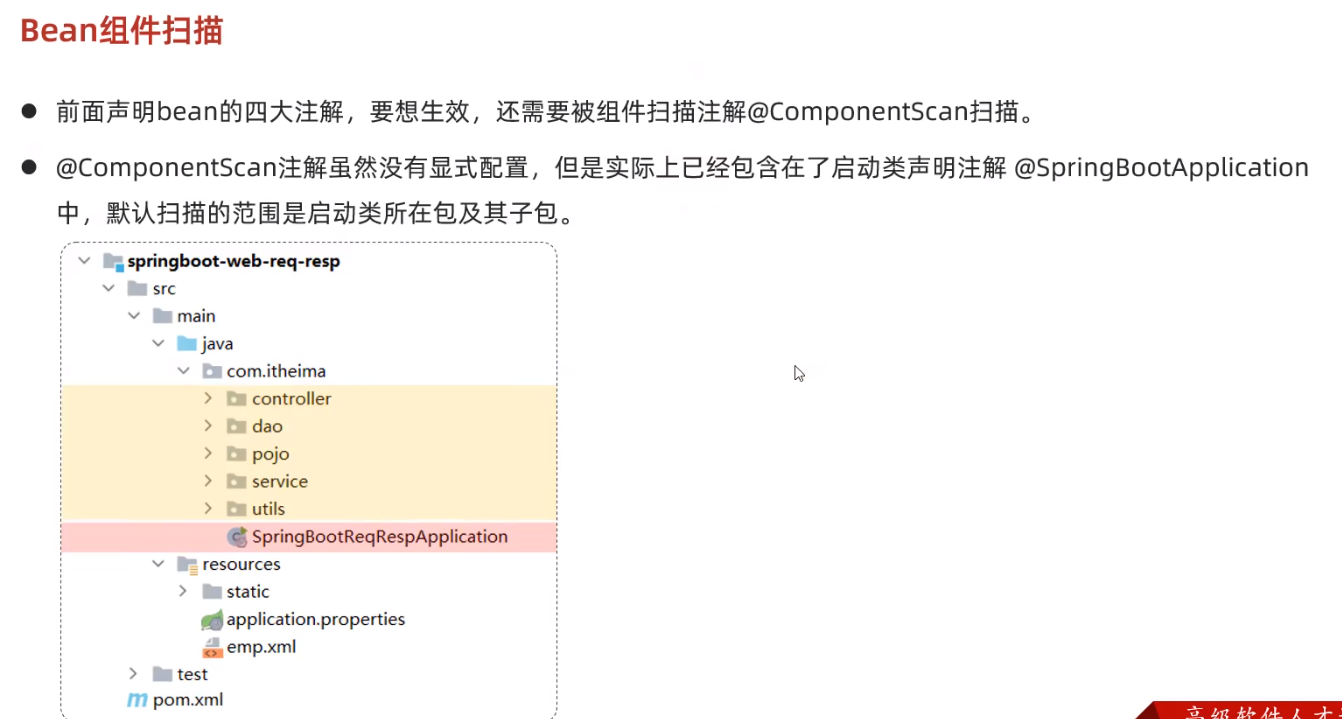 Bean组件扫描
前面声明bean的四大注解，要想生效，还需要被组件扫描注解@ComponentScan扫描。
@ComponentScan注解虽然没有显式配置，但是实际上已经包含在了启动类声明注解 @SpringBootApplication
中，默认扫描的范围是启动类所在包及其子包。
springboot-web-req-resp
src
main
java
com.itheima
controller
dao
pojo
service
utils
SpringBootReqRespApplication
resources
static
application.properties
emp.xml
test
pom.xml
高级软件人才